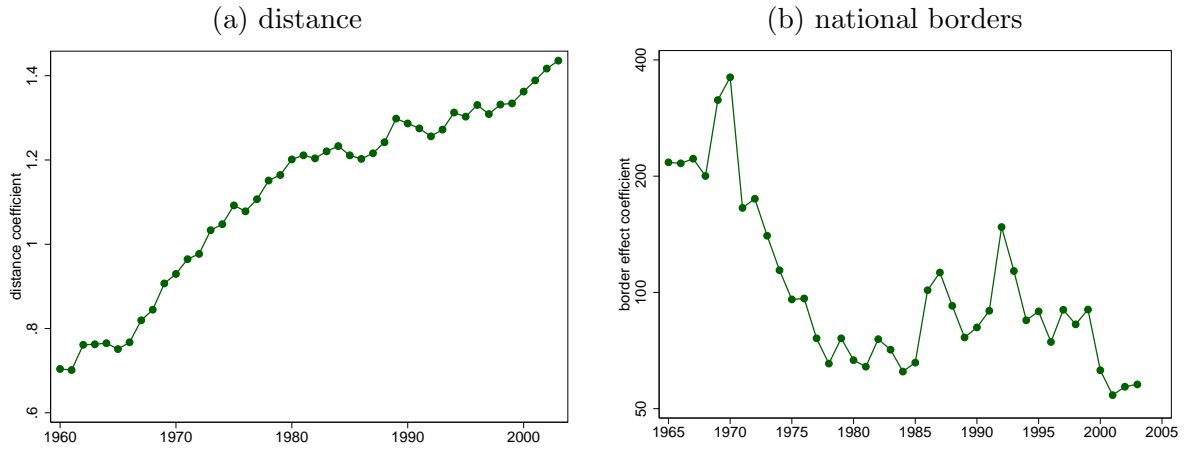 (a) distance
distance coefficient
1.4
1.2
1
.8
.6
1960 1970 1980 1990 2000
(b) national borders
border effect coefficient
400
200
100
50
1965 1970 1975 1980 1985 1990 1995 2000 2005